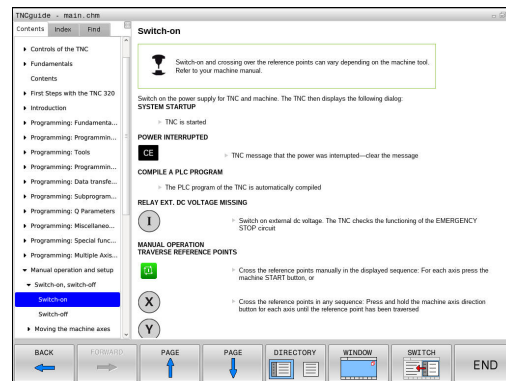 TNCguide - main.chm
Contents Index Find
Controls of the TNC
Fundamentals
Contents
First Steps with the TNC 320
Introduction
Programming: Fundamenta...
Programming: Programmin...
Programming: Tools
Programming: Programmin...
Programming: Data transfe...
Programming: Subprogram...
Programming: Q Parameters
Programming: Miscellaneo...
Programming: Special func...
Programming: Multiple Axis...
Manual operation and setup
Switch-on, switch-off
Switch-on
Switch-off
Moving the machine axes
Switch-on
Switch-on and crossing over the reference points can vary depending on the machine tool.
Refer to your machine manual.
Switch on the power supply for TNC and machine. The TNC then displays the following dialog:
SYSTEM STARTUP
TNC is started
POWER INTERRUPTED
CE
TNC message that the power was interrupted—clear the message
COMPILE A PLC PROGRAM
The PLC program of the TNC is automatically compiled
RELAY EXT. DC VOLTAGE MISSING
I
Switch on external dc voltage. The TNC checks the functioning of the EMERGENCY
STOP circuit
MANUAL OPERATION
TRAVERSE REFERENCE POINTS
Cross the reference points manually in the displayed sequence: For each axis press the
machine START button, or
X
Cross the reference points in any sequence: Press and hold the machine axis direction
button for each axis until the reference point has been traversed
Y
BACK FORWARD PAGE PAGE DIRECTORY WINDOW SWITCH END